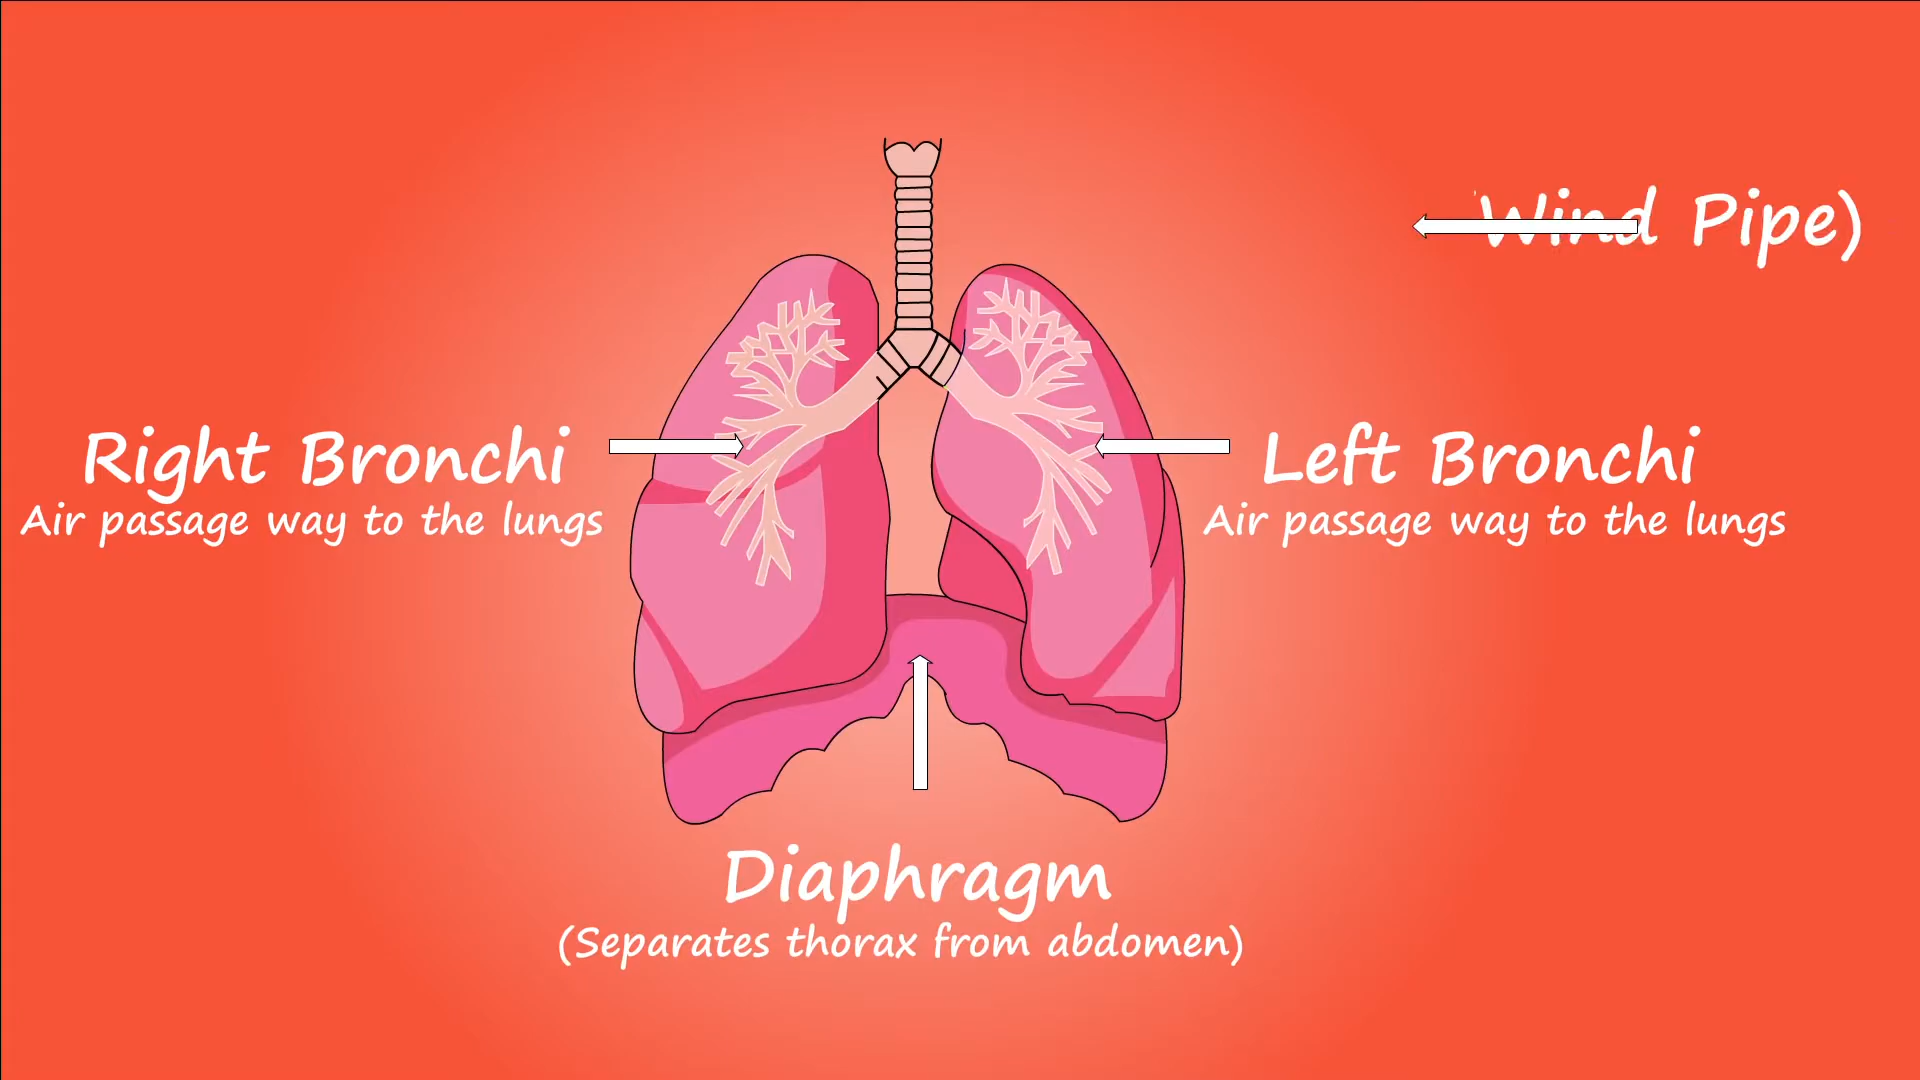 Wind Pipe)
Right Bronchi
Air passage way to the lungs
Left Bronchi
Air passage way to the lungs
Diaphragm
(Separates thorax from abdomen)